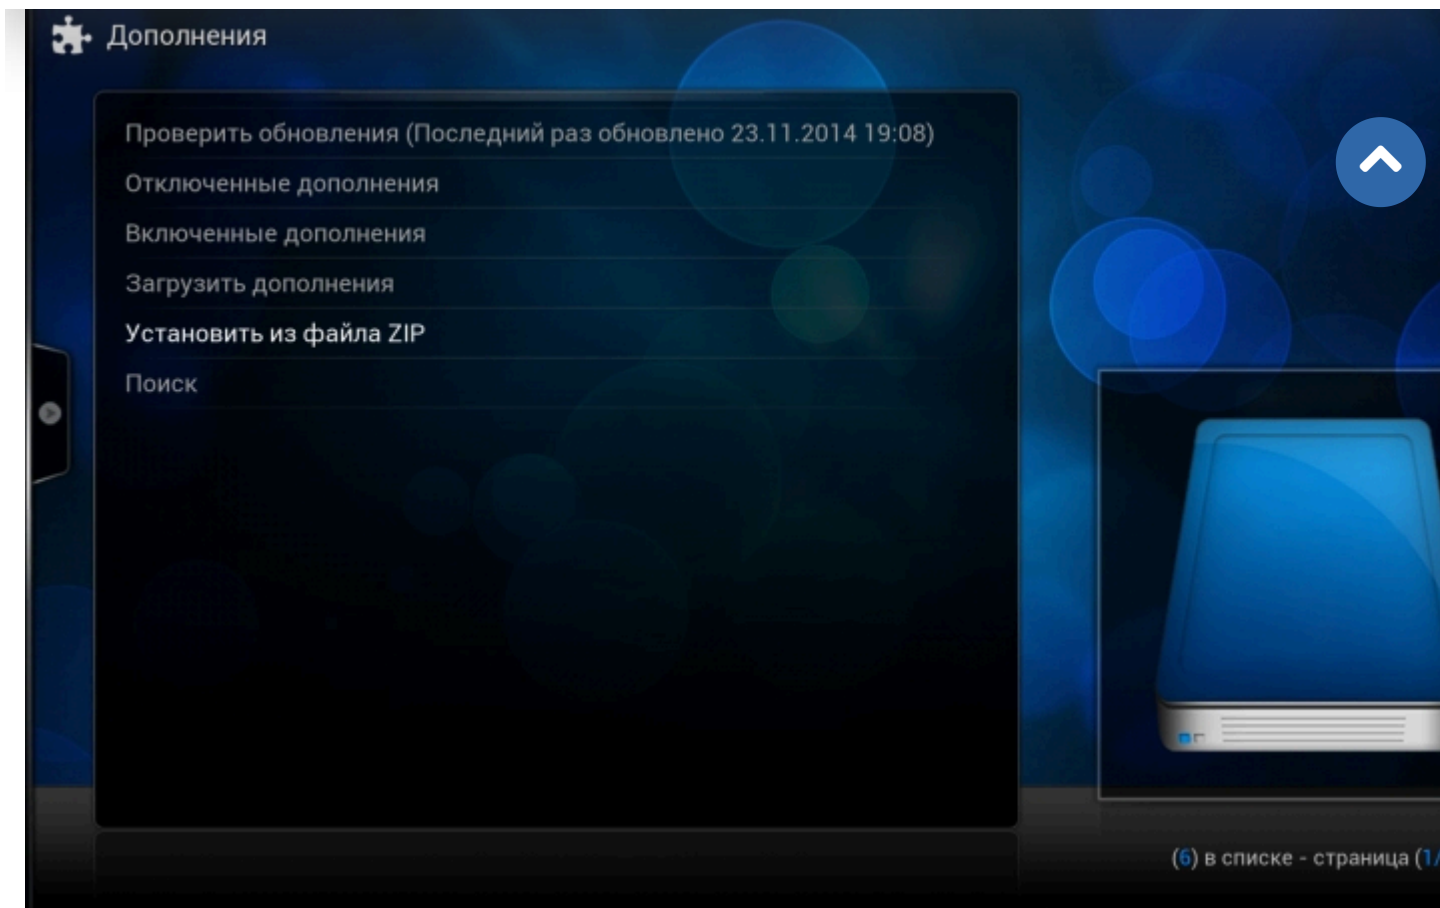 Дополнения
Проверить обновления (Последний раз обновлено 23.11.2014 19:08)
Отключенные дополнения
Включенные дополнения
Загрузить дополнения
Установить из файла ZIP
Поиск
(6) в списке - страница (1/